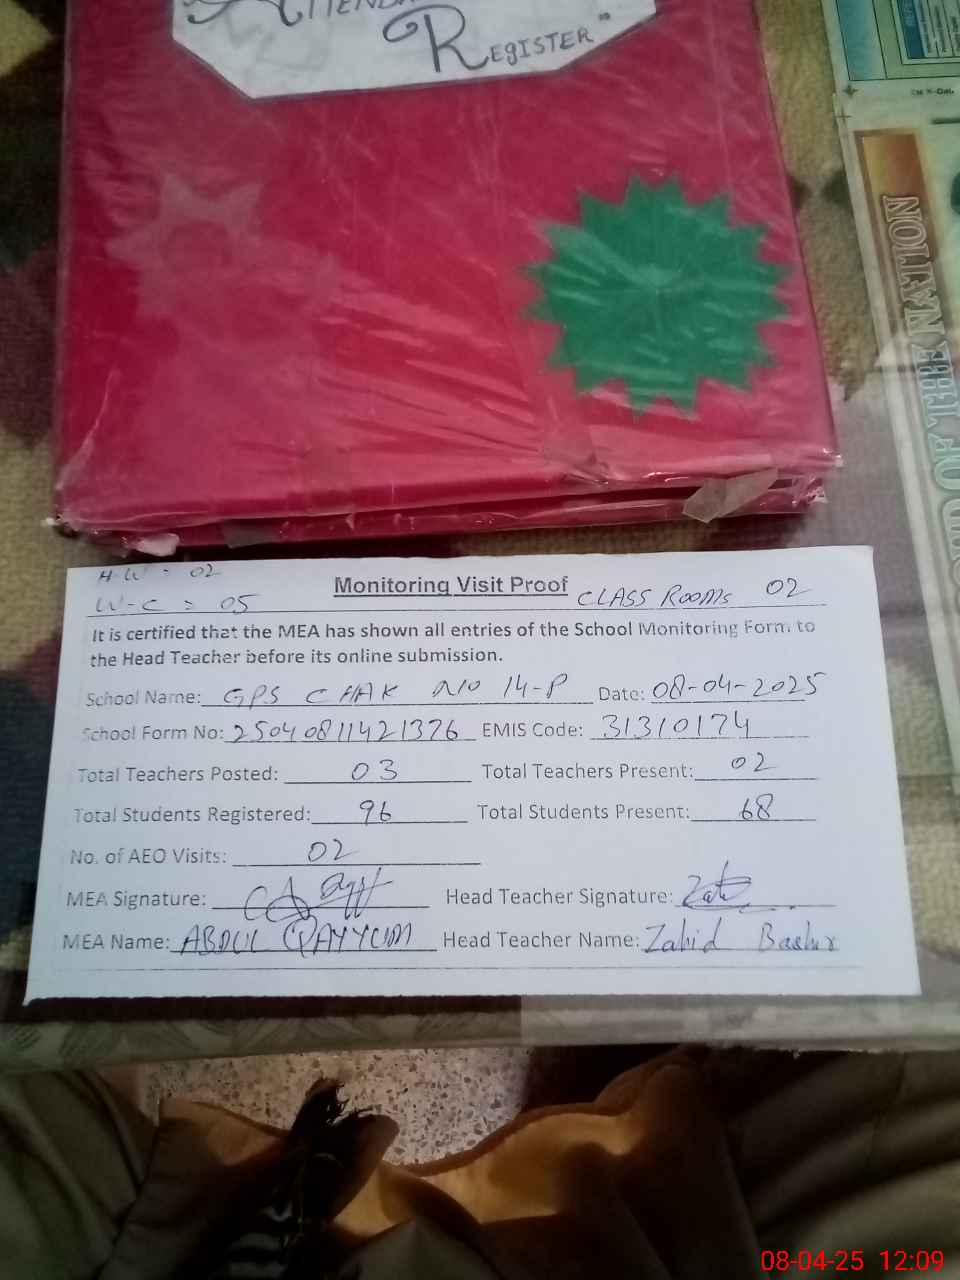 REGISTER"
H.W - 02
Monitoring Visit Proof
W-C = 05
CLASS ROOMS 02
It is certified that the MEA has shown all entries of the School Monitoring Form to
the Head Teacher before its online submission.
School Name: GPS CHAK NO 14-P Date: 08-04-2025
School Form No: 25040811421376 EMIS Code: 31310174
Total Teachers Posted: 03 Total Teachers Present: 02
Total Students Registered: 96 Total Students Present: 68
No. of AEO Visits: 02
MEA Signature: Head Teacher Signature:
MEA Name: ABDUL QAYYUM Head Teacher Name: Zahid Bashir
OF THE NATION
08-04-25 12:09